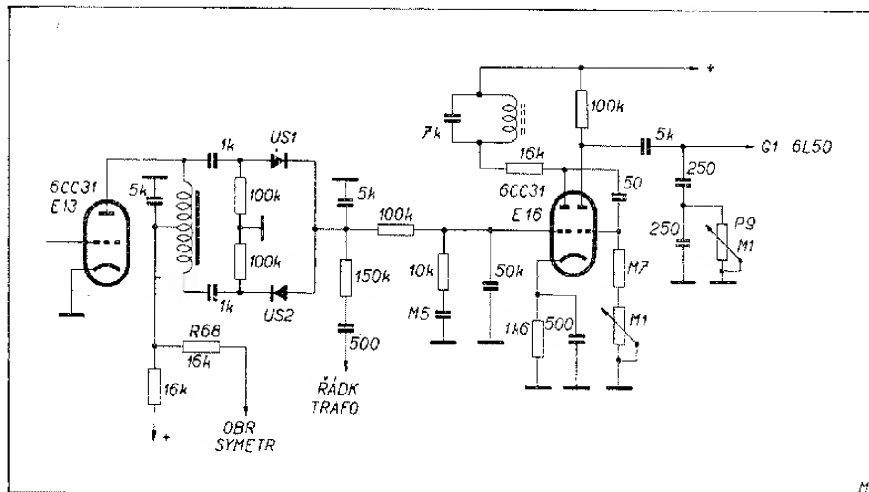 6CC31
E13
5k
1k
US1
100k
100k
1k
US2
R68
16k
16k
+
OBR
SYMETR
5k
100k
150k
500
ŘÁDK
TRAFO
10k
M5
50k
7k
16k
6CC31
E16
1k6
500
100k
+
5k
G1 6L50
50
M7
M1
250
250
P9
M1
M